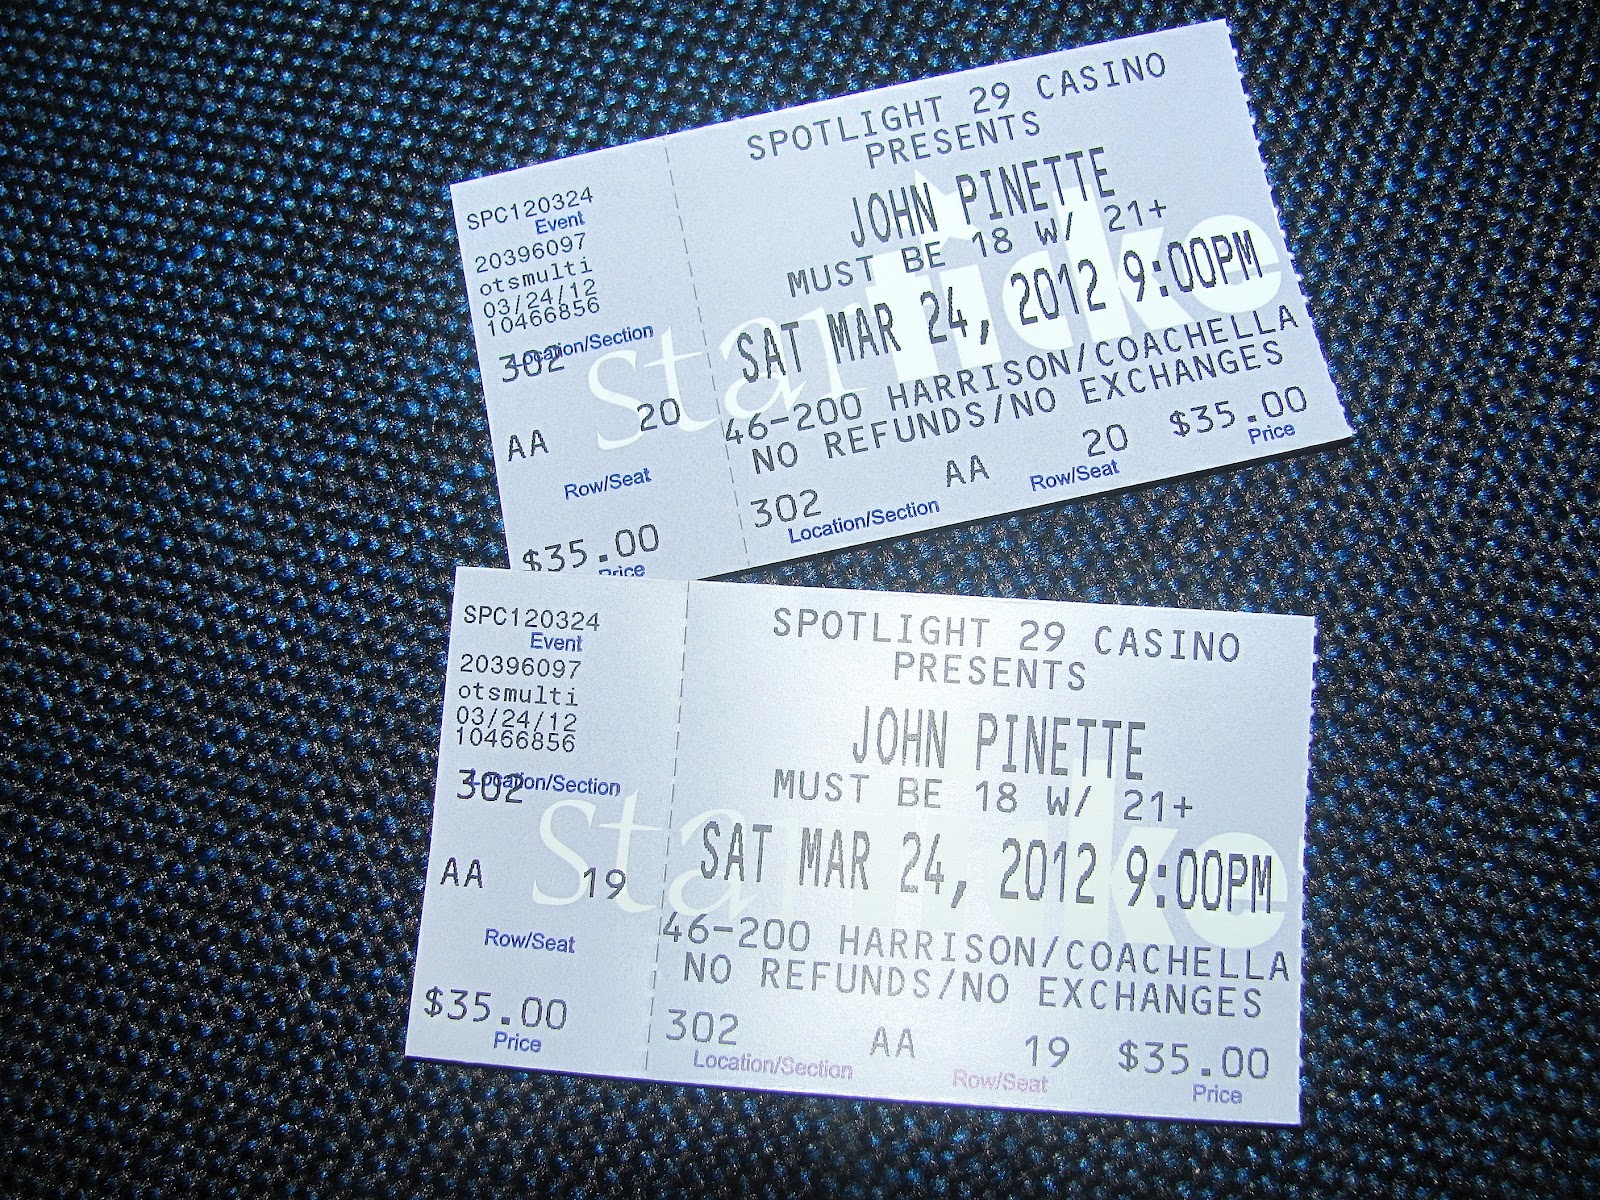 SPC120324
Event
20396097
otsmulti
03/24/12
10466856
Location/Section
302
AA 20
Row/Seat
$35.00
Price
SPOTLIGHT 29 CASINO
PRESENTS
JOHN PINETTE
MUST BE 18 W/ 21+
SAT MAR 24, 2012 9:00PM
46-200 HARRISON/COACHELLA
NO REFUNDS/NO EXCHANGES
302 AA 20 $35.00
Location/Section Row/Seat Price
starticke
SPC120324
Event
20396097
otsmulti
03/24/12
10466856
Location/Section
302
AA 19
Row/Seat
$35.00
Price
SPOTLIGHT 29 CASINO
PRESENTS
JOHN PINETTE
MUST BE 18 W/ 21+
SAT MAR 24, 2012 9:00PM
46-200 HARRISON/COACHELLA
NO REFUNDS/NO EXCHANGES
302 AA 19 $35.00
Location/Section Row/Seat Price
starticke